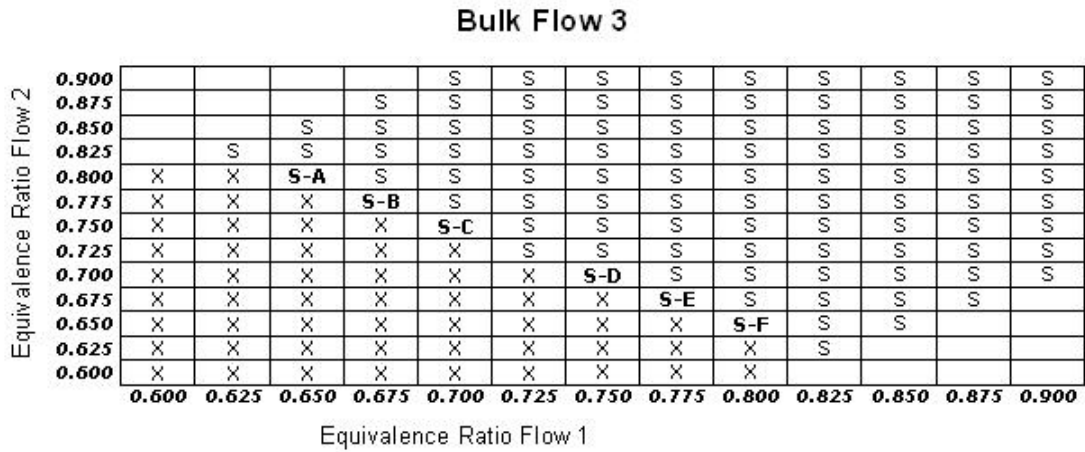 Bulk Flow 3
Equivalence Ratio Flow 2
0.900 S S S S S S S S S
0.875 S S S S S S S S S S
0.850 S S S S S S S S S S S
0.825 S S S S S S S S S S S S
0.800 X X S-A S S S S S S S S S S
0.775 X X X S-B S S S S S S S S S
0.750 X X X X S-C S S S S S S S S
0.725 X X X X X S S S S S S S S
0.700 X X X X X X S-D S S S S S S
0.675 X X X X X X X S-E S S S S
0.650 X X X X X X X X S-F S S
0.625 X X X X X X X X X S
0.600 X X X X X X X X X
0.600 0.625 0.650 0.675 0.700 0.725 0.750 0.775 0.800 0.825 0.850 0.875 0.900
Equivalence Ratio Flow 1